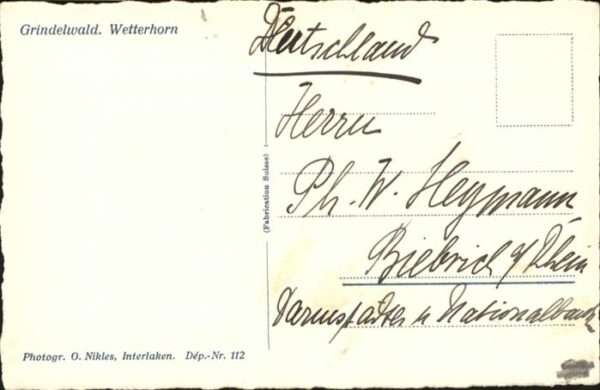 Grindelwald. Wetterhorn
Deutschland
Herrn
Ph. W. Heymann
Biebrich a/Rhein
Darmstädter u Nationalbank
(Fabrication Suisse)
Photogr. O. Nikles, Interlaken. Dép.-Nr. 112